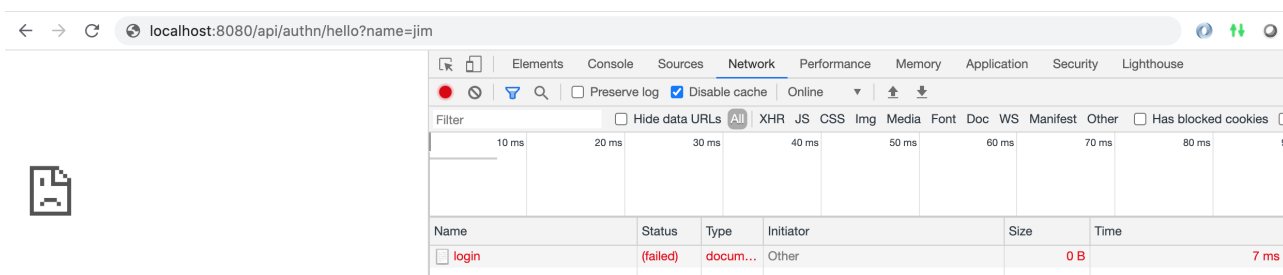 localhost:8080/api/authn/hello?name=jim
Elements Console Sources Network Performance Memory Application Security Lighthouse
Preserve log Disable cache Online
Filter Hide data URLs All XHR JS CSS Img Media Font Doc WS Manifest Other Has blocked cookies
10 ms 20 ms 30 ms 40 ms 50 ms 60 ms 70 ms 80 ms
Name Status Type Initiator Size Time
login (failed) docum... Other 0 B 7 ms